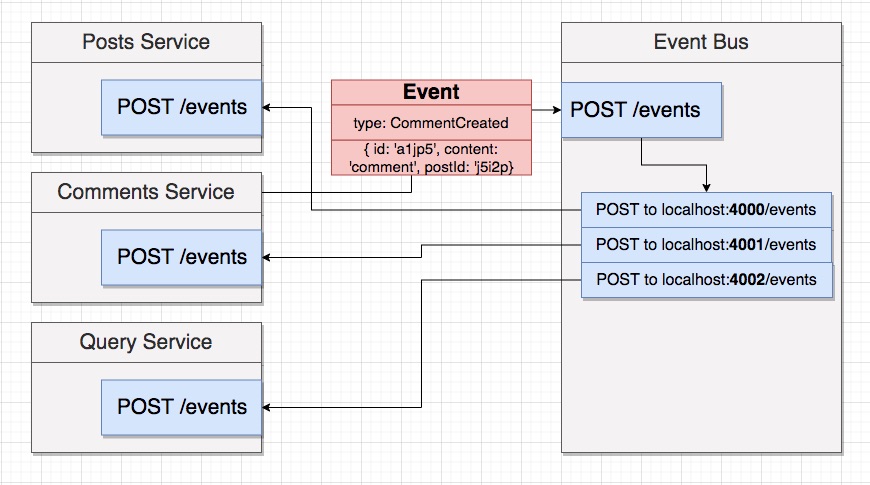 Posts Service
POST /events
Event
type: CommentCreated
{ id: 'a1jp5', content:
'comment', postId: 'j5i2p}
Event Bus
POST /events
Comments Service
POST /events
POST to localhost:4000/events
POST to localhost:4001/events
POST to localhost:4002/events
Query Service
POST /events